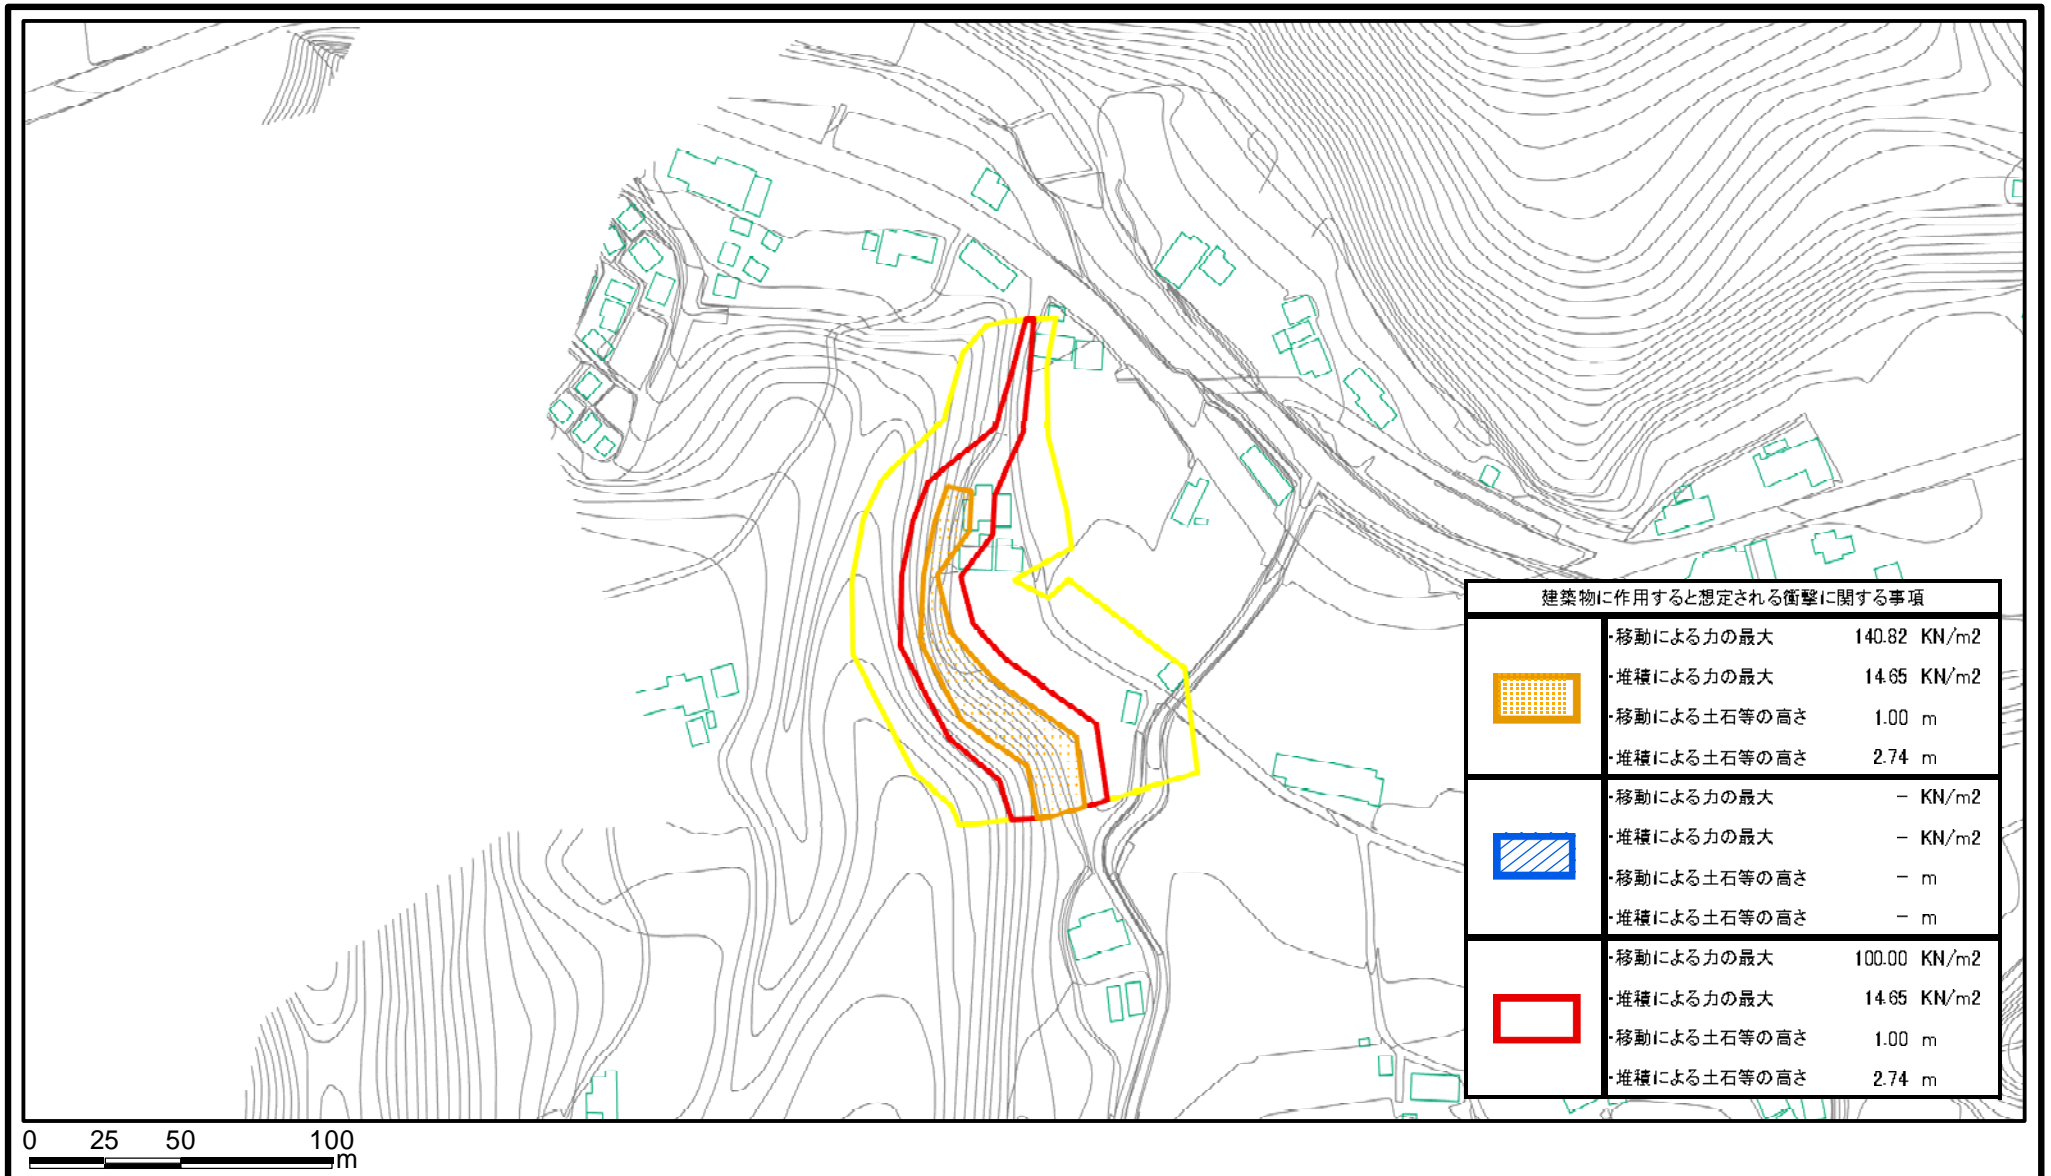 建築物に作用すると想定される衝撃に関する事項
・移動による力の最大 140.82 KN/m2
・堆積による力の最大 14.65 KN/m2
・移動による土石等の高さ 1.00 m
・堆積による土石等の高さ 2.74 m
・移動による力の最大 − KN/m2
・堆積による力の最大 − KN/m2
・移動による土石等の高さ − m
・堆積による土石等の高さ − m
・移動による力の最大 100.00 KN/m2
・堆積による力の最大 14.65 KN/m2
・移動による土石等の高さ 1.00 m
・堆積による土石等の高さ 2.74 m
0 25 50 100
m